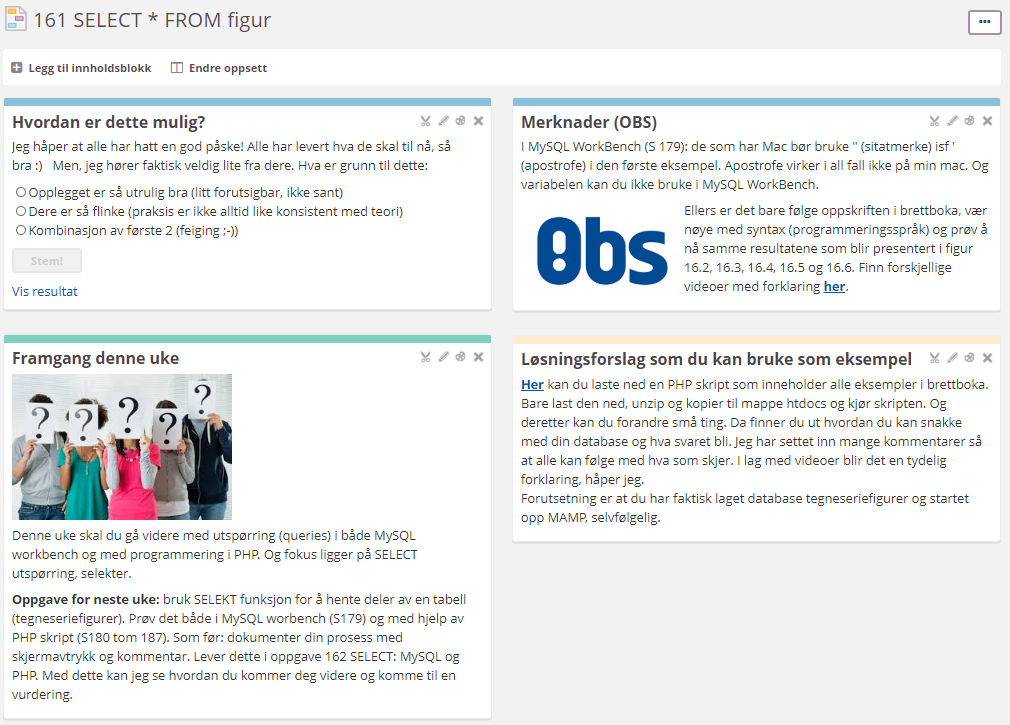 161 SELECT * FROM figur
Legg til innholdsblokk
Endre oppsett
Hvordan er dette mulig?
Jeg håper at alle har hatt en god påske! Alle har levert hva de skal til nå, så
bra :)   Men, jeg hører faktisk veldig lite fra dere. Hva er grunn til dette:
Opplegget er så utrulig bra (litt forutsigbar, ikke sant)
Dere er så flinke (praksis er ikke alltid like konsistent med teori)
Kombinasjon av første 2 (feiging ;-))
Stem!
Vis resultat
Merknader (OBS)
I MySQL WorkBench (S 179): de som har Mac bør bruke " (sitatmerke) isf '
(apostrofe) i den første eksempel. Apostrofe virker i all fall ikke på min mac. Og
variabelen kan du ikke bruke i MySQL WorkBench.
Obs
Ellers er det bare følge oppskriften i brettboka, vær
nøye med syntax (programmeringsspråk) og prøv å
nå samme resultatene som blir presentert i figur
16.2, 16.3, 16.4, 16.5 og 16.6. Finn forskjellige
videoer med forklaring her.
Framgang denne uke
? ? ? ? ?
Denne uke skal du gå videre med utspørring (queries) i både MySQL
workbench og med programmering i PHP. Og fokus ligger på SELECT
utspørring, selekter.
Oppgave for neste uke: bruk SELEKT funksjon for å hente deler av en tabell
(tegneseriefigurer). Prøv det både i MySQL worbench (S179) og med hjelp av
PHP skript (S180 tom 187). Som før: dokumenter din prosess med
skjermavtrykk og kommentar. Lever dette i oppgave 162 SELECT: MySQL og
PHP. Med dette kan jeg se hvordan du kommer deg videre og komme til en
vurdering.
Løsningsforslag som du kan bruke som eksempel
Her kan du laste ned en PHP skript som inneholder alle eksempler i brettboka.
Bare last den ned, unzip og kopier til mappe htdocs og kjør skripten. Og
deretter kan du forandre små ting. Da finner du ut hvordan du kan snakke
med din database og hva svaret bli. Jeg har settet inn mange kommentarer så
at alle kan følge med hva som skjer. I lag med videoer blir det en tydelig
forklaring, håper jeg.
Forutsetning er at du har faktisk laget database tegneseriefigurer og startet
opp MAMP, selvfølgelig.